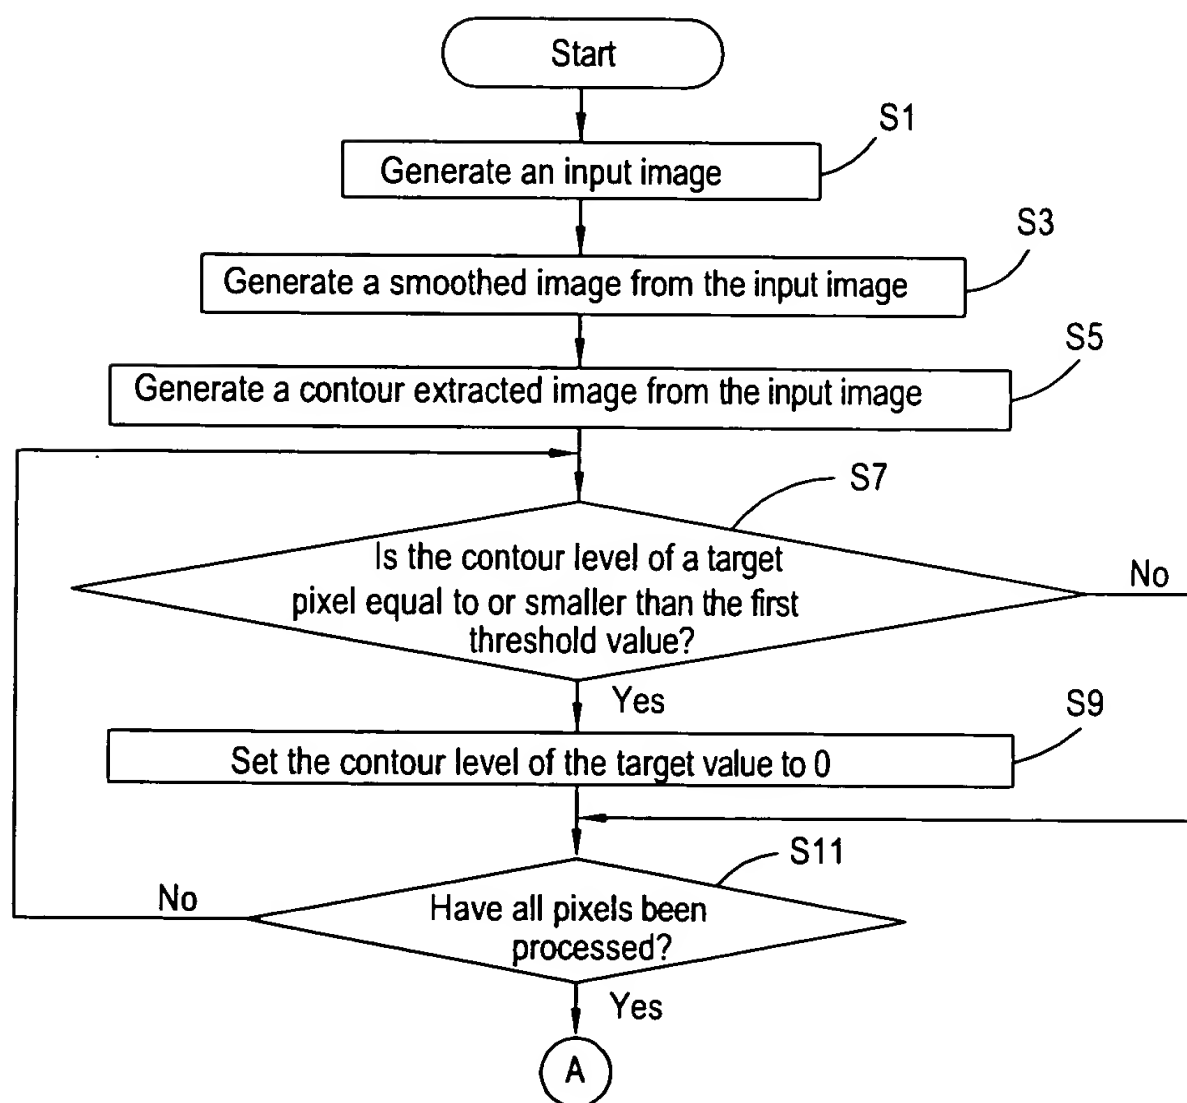 Start
S1
Generate an input image
S3
Generate a smoothed image from the input image
S5
Generate a contour extracted image from the input image
S7
Is the contour level of a target
pixel equal to or smaller than the first
threshold value?
No
Yes
S9
Set the contour level of the target value to 0
S11
Have all pixels been
processed?
No
Yes
A